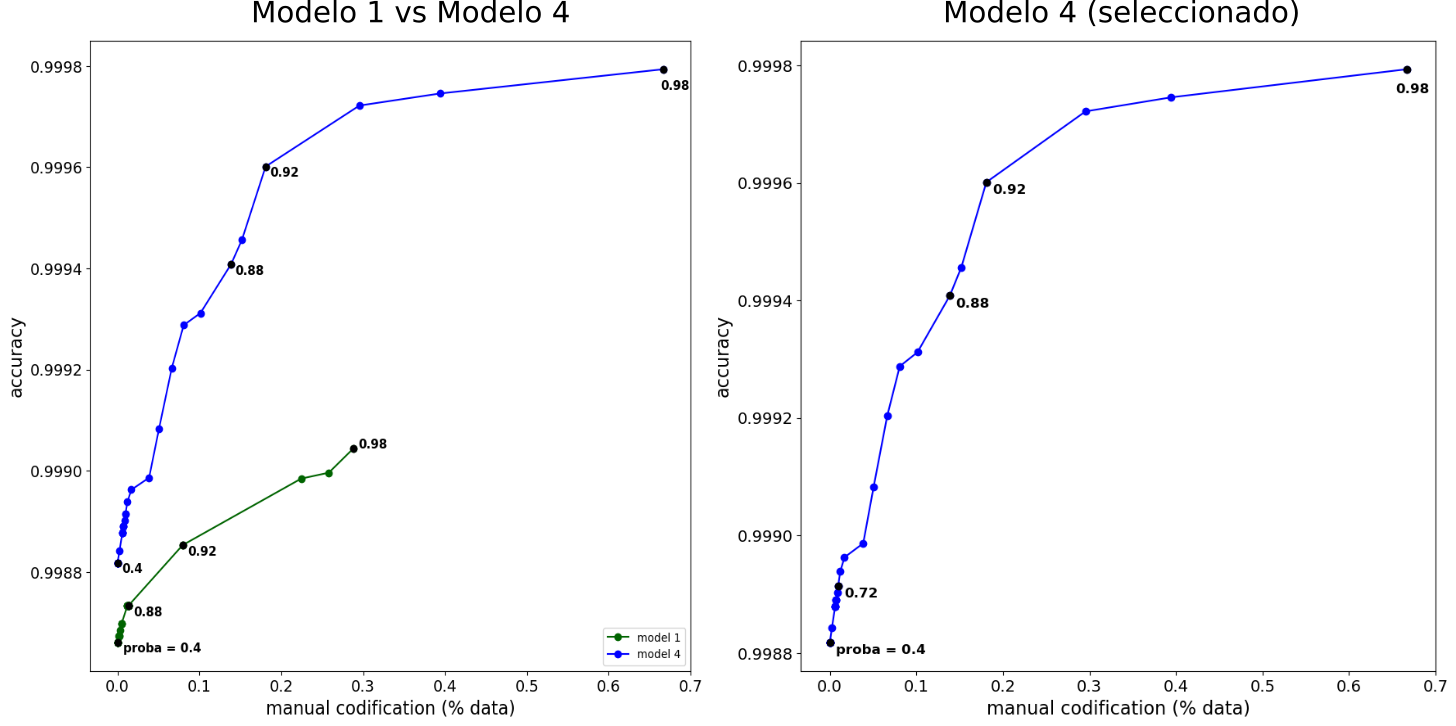 Modelo 1 vs Modelo 4
accuracy
0.9998
0.9996
0.9994
0.9992
0.9990
0.9988
0.98
0.92
0.88
0.98
0.92
0.4
0.88
proba = 0.4
model 1
model 4
0.0 0.1 0.2 0.3 0.4 0.5 0.6 0.7
manual codification (% data)
Modelo 4 (seleccionado)
accuracy
0.9998
0.9996
0.9994
0.9992
0.9990
0.9988
0.98
0.92
0.88
0.72
proba = 0.4
0.0 0.1 0.2 0.3 0.4 0.5 0.6 0.7
manual codification (% data)